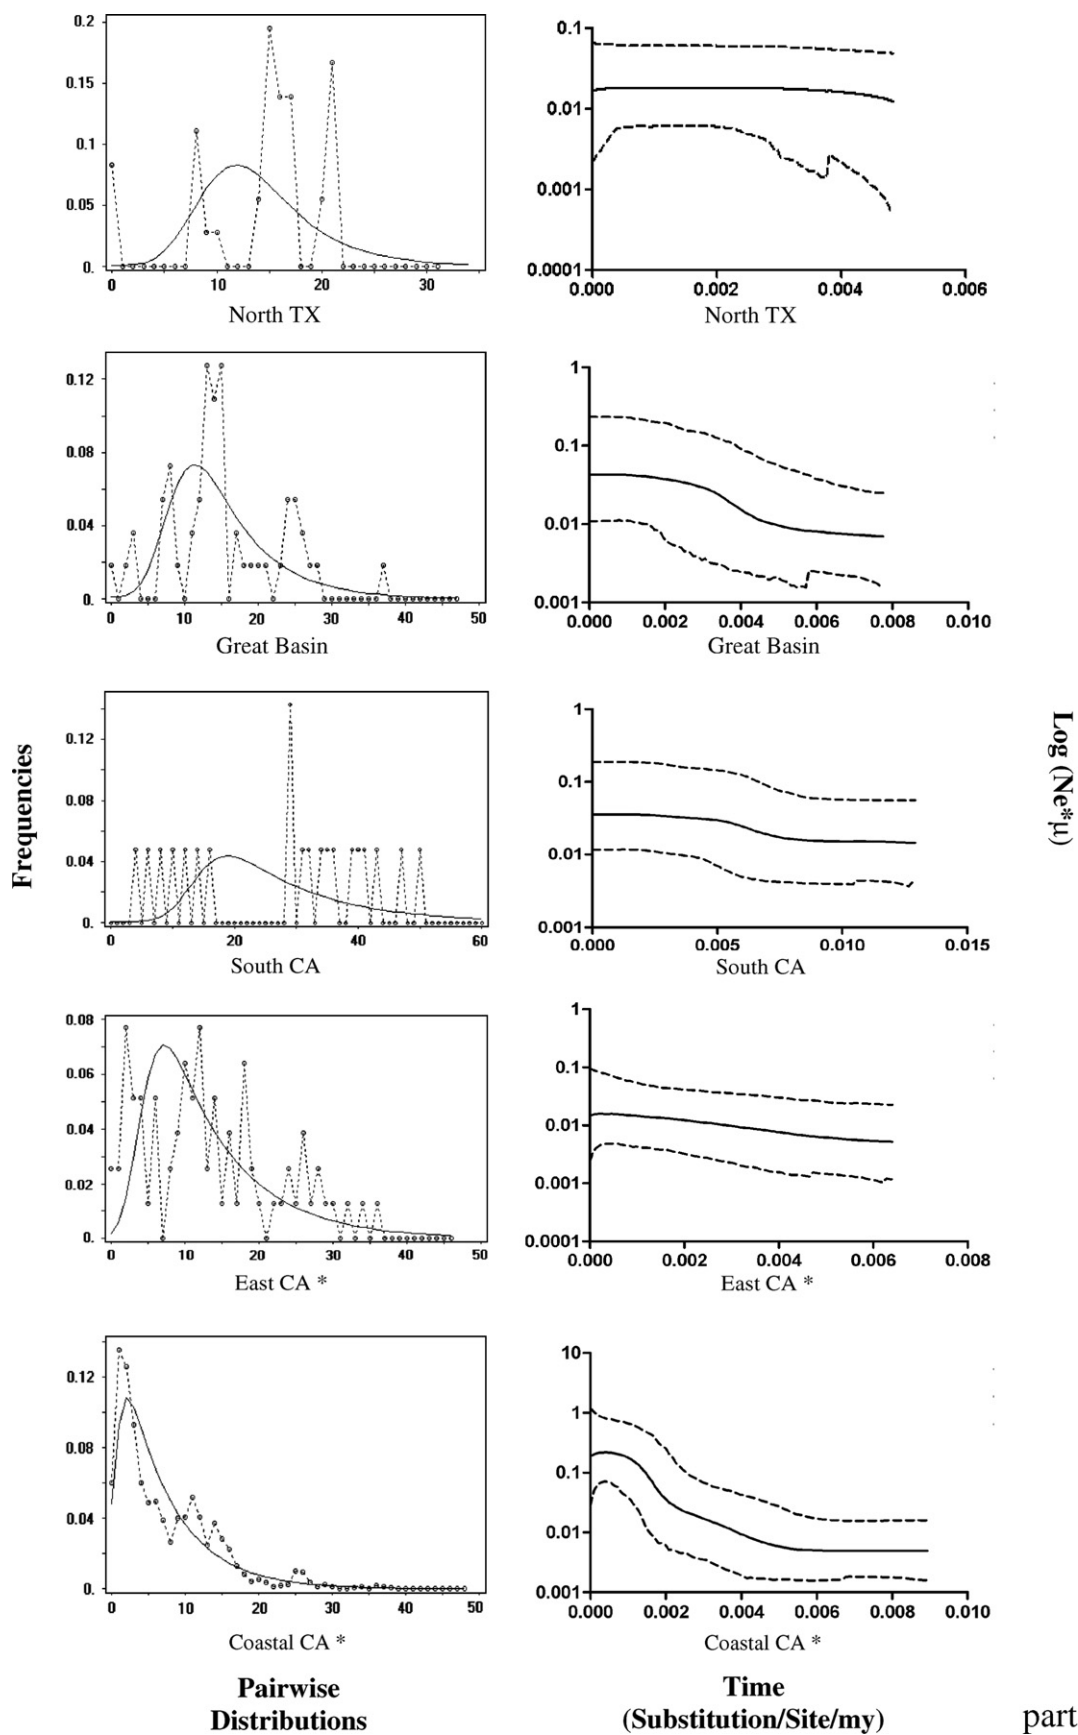 0.2
0.15
0.1
0.05
0.
0 10 20 30
North TX
0.1
0.01
0.001
0.0001
0.000 0.002 0.004 0.006
North TX
0.12
0.08
0.04
0.
0 10 20 30 40 50
Great Basin
1
0.1
0.01
0.001
0.000 0.002 0.004 0.006 0.008 0.010
Great Basin
Frequencies
0.12
0.08
0.04
0.
0 20 40 60
South CA
1
0.1
0.01
0.001
0.000 0.005 0.010 0.015
South CA
Log (Ne*µ)
0.08
0.06
0.04
0.02
0.
0 10 20 30 40 50
East CA *
1
0.1
0.01
0.001
0.0001
0.000 0.002 0.004 0.006 0.008
East CA *
0.12
0.08
0.04
0.
0 10 20 30 40 50
Coastal CA *
10
1
0.1
0.01
0.001
0.000 0.002 0.004 0.006 0.008 0.010
Coastal CA *
Pairwise
Distributions
Time
(Substitution/Site/my)
part